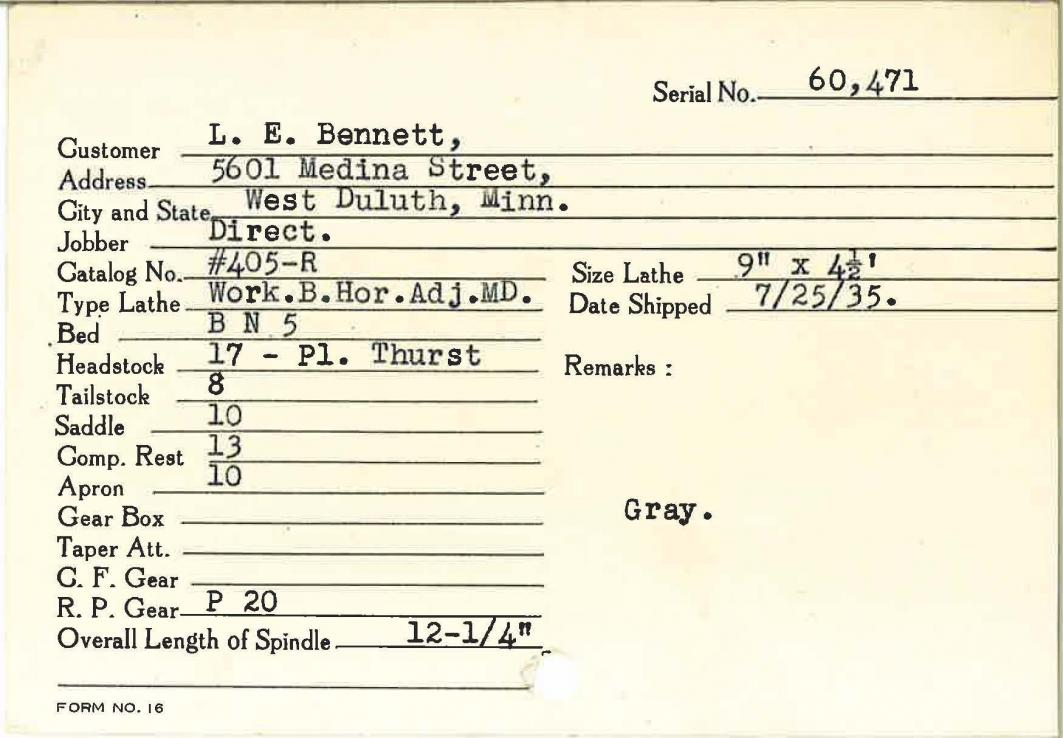 Serial No. 60,471
Customer L. E. Bennett,
Address 5601 Medina Street,
City and State West Duluth, Minn.
Jobber Direct.
Catalog No. #405-R Size Lathe 9" x 4½'
Type Lathe Work.B.Hor.Adj.MD. Date Shipped 7/25/35.
Bed B N 5
Headstock 17 - Pl. Thurst Remarks :
Tailstock 8
Saddle 10
Comp. Rest 13
Apron 10
Gear Box Gray.
Taper Att.
C. F. Gear
R. P. Gear P 20
Overall Length of Spindle 12-1/4"
FORM NO. 16